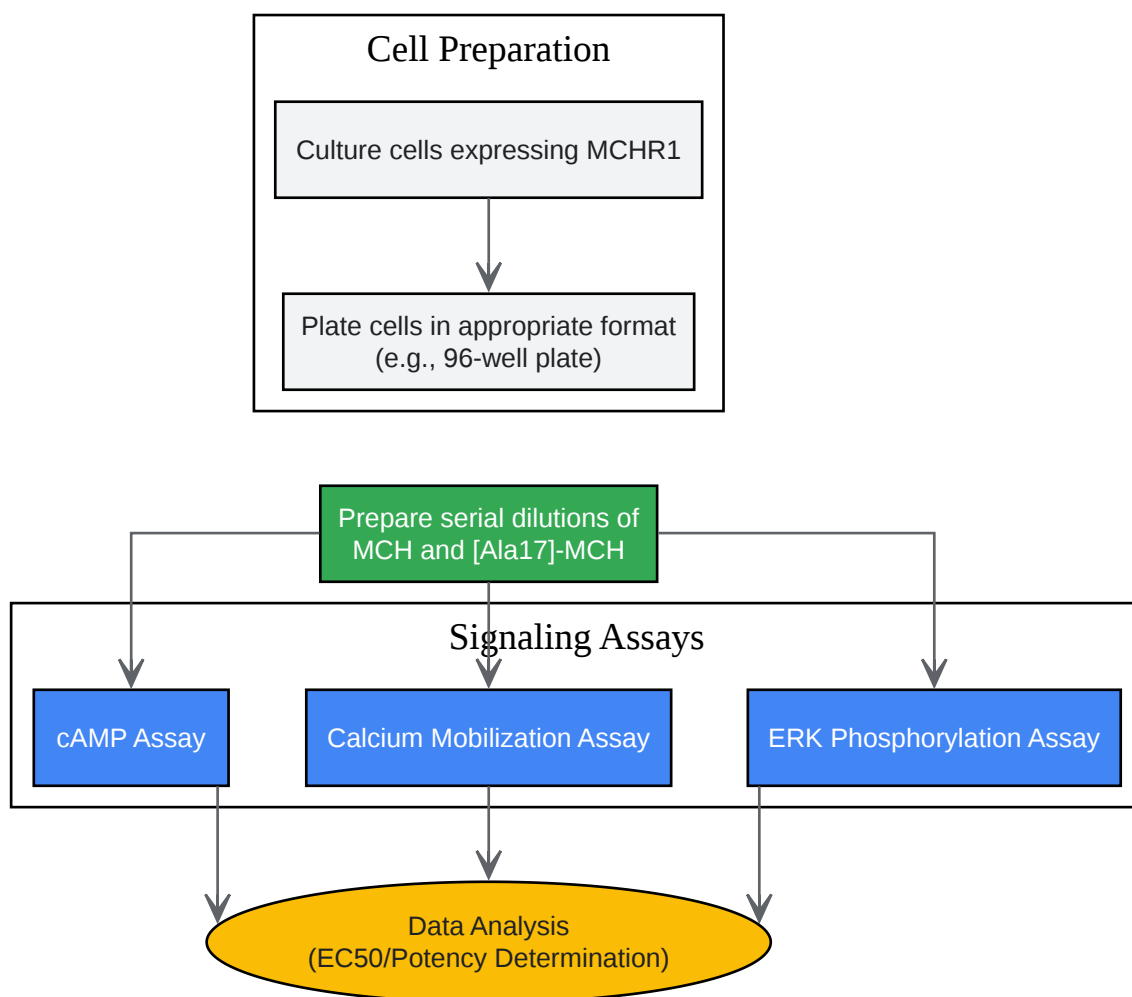 Cell Preparation
Culture cells expressing MCHR1
Plate cells in appropriate format
(e.g., 96-well plate)
Prepare serial dilutions of
MCH and [Ala17]-MCH
Signaling Assays
cAMP Assay
Calcium Mobilization Assay
ERK Phosphorylation Assay
Data Analysis
(EC50/Potency Determination)